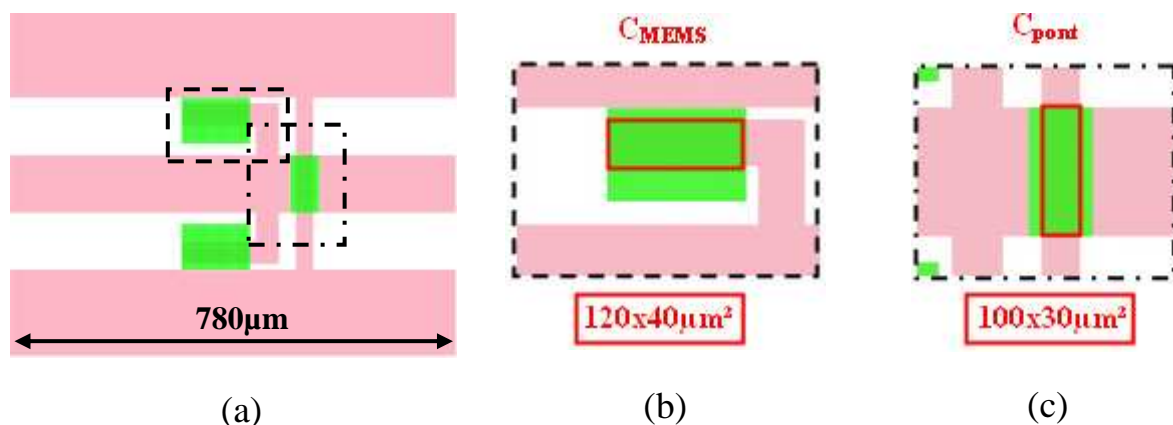 C_MEMS
C_pont
780µm
120x40µm²
100x30µm²
(a)
(b)
(c)